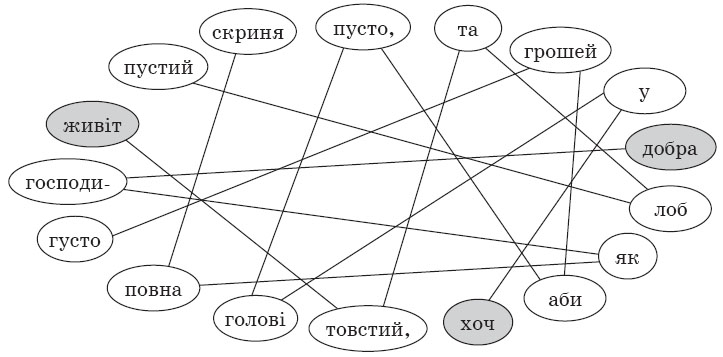 скриня
пусто,
та
грошей
пустий
у
живіт
добра
господи-
лоб
густо
як
повна
аби
голові
товстий,
хоч